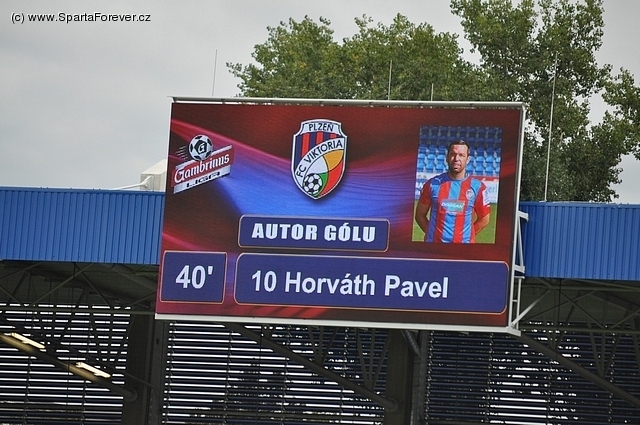 (c) www.SpartaForever.cz
PLZEŇ
FC VIKTORIA
Gambrinus
LIGA
AUTOR GÓLU
40'
10 Horváth Pavel